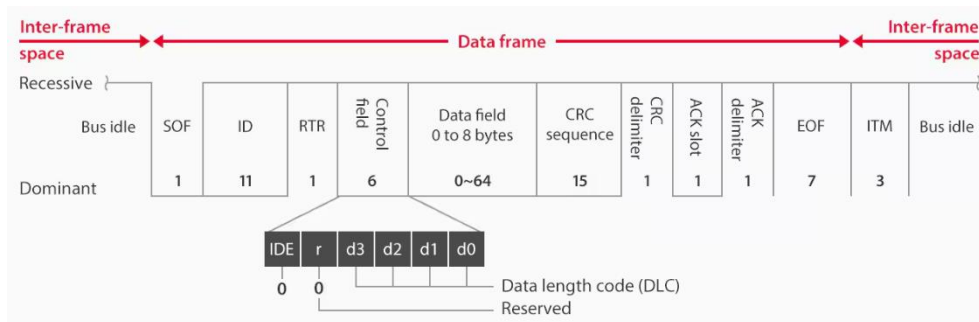 Inter-frame
space
Data frame
Inter-frame
space
Recessive
Bus idle
SOF
ID
RTR
Control
field
Data field
0 to 8 bytes
CRC
sequence
CRC
delimiter
ACK slot
ACK
delimiter
EOF
ITM
Bus idle
Dominant
1
11
1
6
0~64
15
1
1
1
7
3
IDE
r
d3
d2
d1
d0
0
0
Data length code (DLC)
Reserved